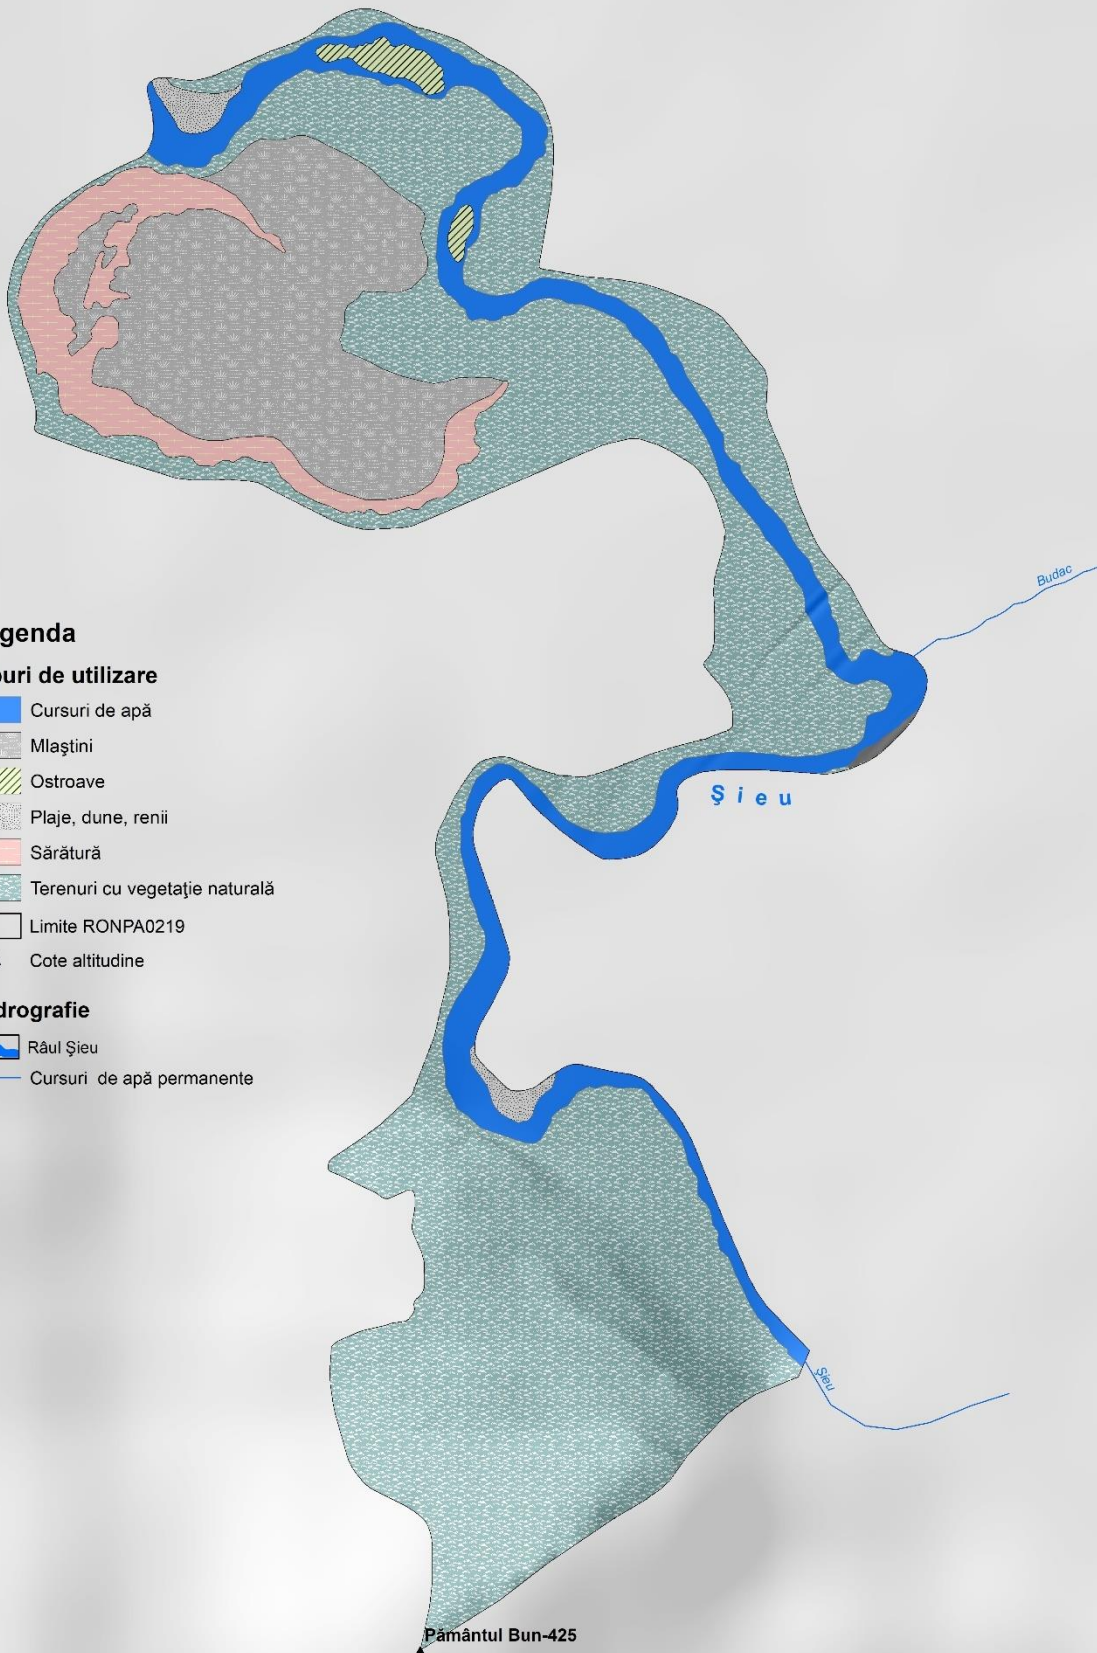 Budac
genda
uri de utilizare
Cursuri de apă
Mlaştini
Ostroave
Plaje, dune, renii
Sărătură
Terenuri cu vegetaţie naturală
Limite RONPA0219
Cote altitudine
drografie
Râul Şieu
Cursuri de apă permanente
Şieu
Şieu
Pământul Bun-425